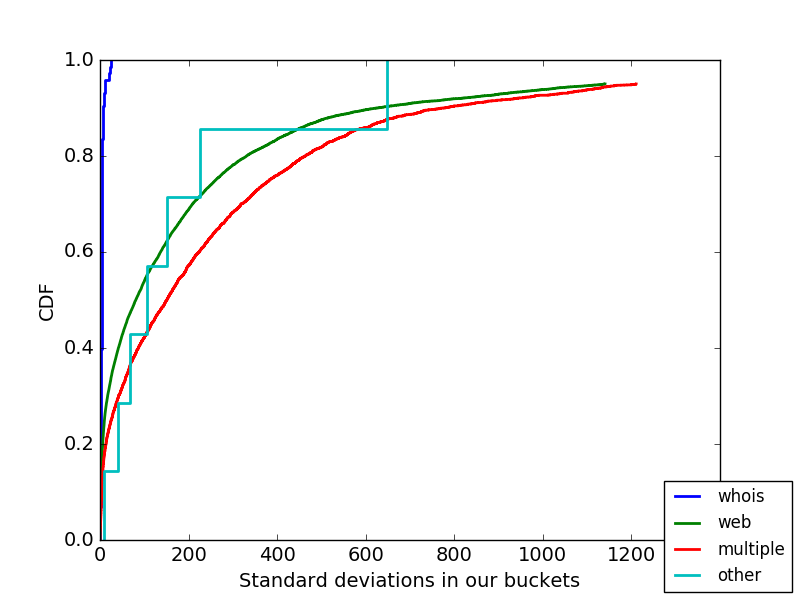 1.0
0.8
0.6
0.4
0.2
0.0
CDF
0 200 400 600 800 1000 1200
Standard deviations in our buckets
whois
web
multiple
other